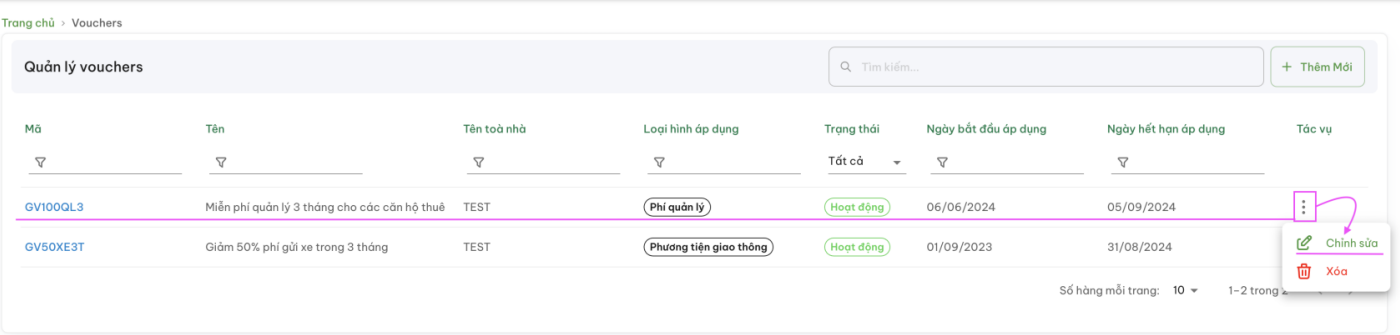 Trang chủ > Vouchers
Quản lý vouchers
Tìm kiếm...
+ Thêm Mới
Mã Tên Tên toà nhà Loại hình áp dụng Trạng thái Ngày bắt đầu áp dụng Ngày hết hạn áp dụng Tác vụ
Tất cả
GV100QL3 Miễn phí quản lý 3 tháng cho các căn hộ thuê TEST Phí quản lý Hoạt động 06/06/2024 05/09/2024
GV50XE3T Giảm 50% phí gửi xe trong 3 tháng TEST Phương tiện giao thông Hoạt động 01/09/2023 31/08/2024
Chỉnh sửa
Xóa
Số hàng mỗi trang: 10 1-2 trong